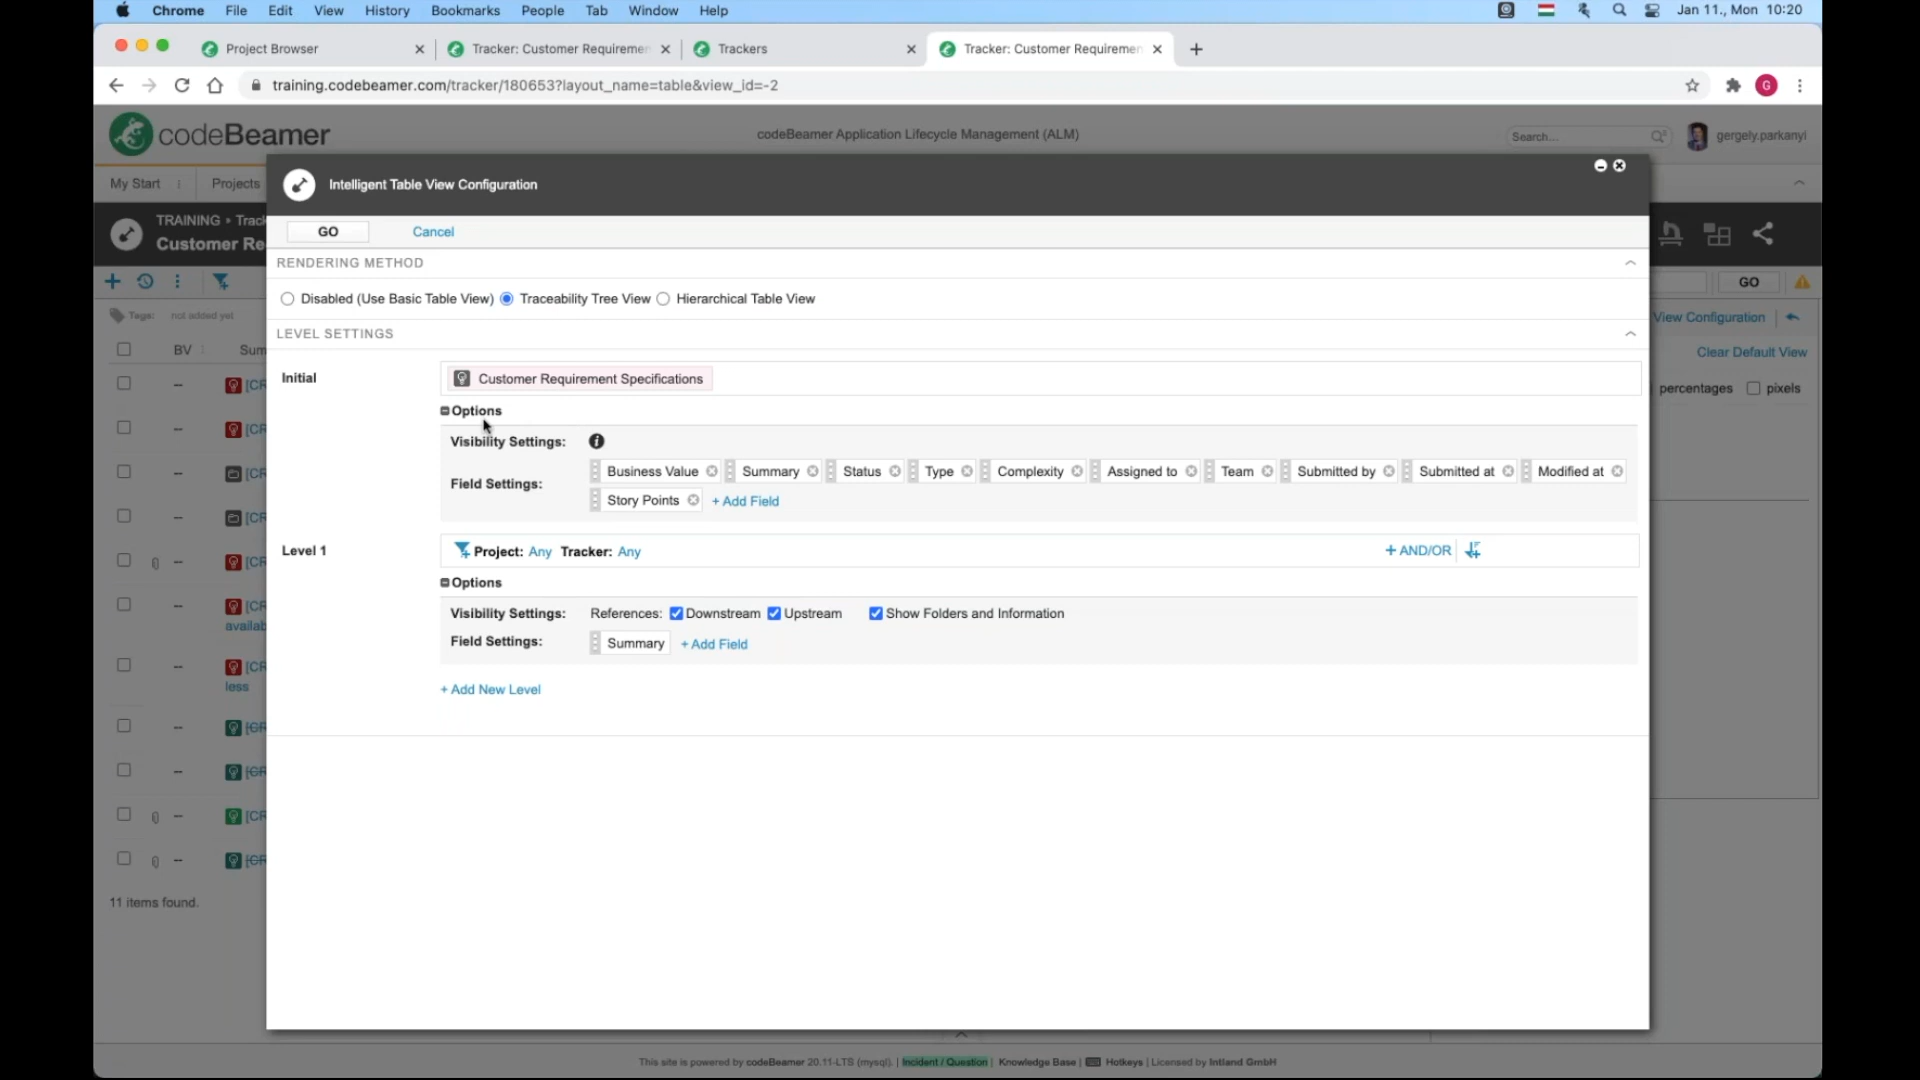 Chrome File Edit View History Bookmarks People Tab Window Help Jan 11., Mon 10:20
Project Browser Tracker: Customer Requiremen Trackers Tracker: Customer Requiremen
training.codebeamer.com/tracker/180653?layout_name=table&view_id=-2 G
codeBeamer codeBeamer Application Lifecycle Management (ALM) Search... gergely.parkanyi
My Start Projects
Intelligent Table View Configuration
TRAINING » Track
Customer Re
GO Cancel
RENDERING METHOD
Disabled (Use Basic Table View) Traceability Tree View Hierarchical Table View
GO
Tags: not added yet
View Configuration
LEVEL SETTINGS
BV Sum
Clear Default View
Initial Customer Requirement Specifications
[CR
percentages pixels
Options
-- [CR
Visibility Settings:
Field Settings: Business Value Summary Status Type Complexity Assigned to Team Submitted by Submitted at Modified at
Story Points + Add Field
-- [CR
-- [CR
Level 1 Project: Any Tracker: Any + AND/OR
-- [CR
Options
-- [CR
availab
Visibility Settings: References: Downstream Upstream Show Folders and Information
Field Settings: Summary + Add Field
-- [CR
less
+ Add New Level
-- [CR
-- [CR
-- [CR
-- [CR
11 items found.
This site is powered by codeBeamer 20.11-LTS (mysql). | Incident / Question | Knowledge Base | Hotkeys | Licensed by Intland GmbH